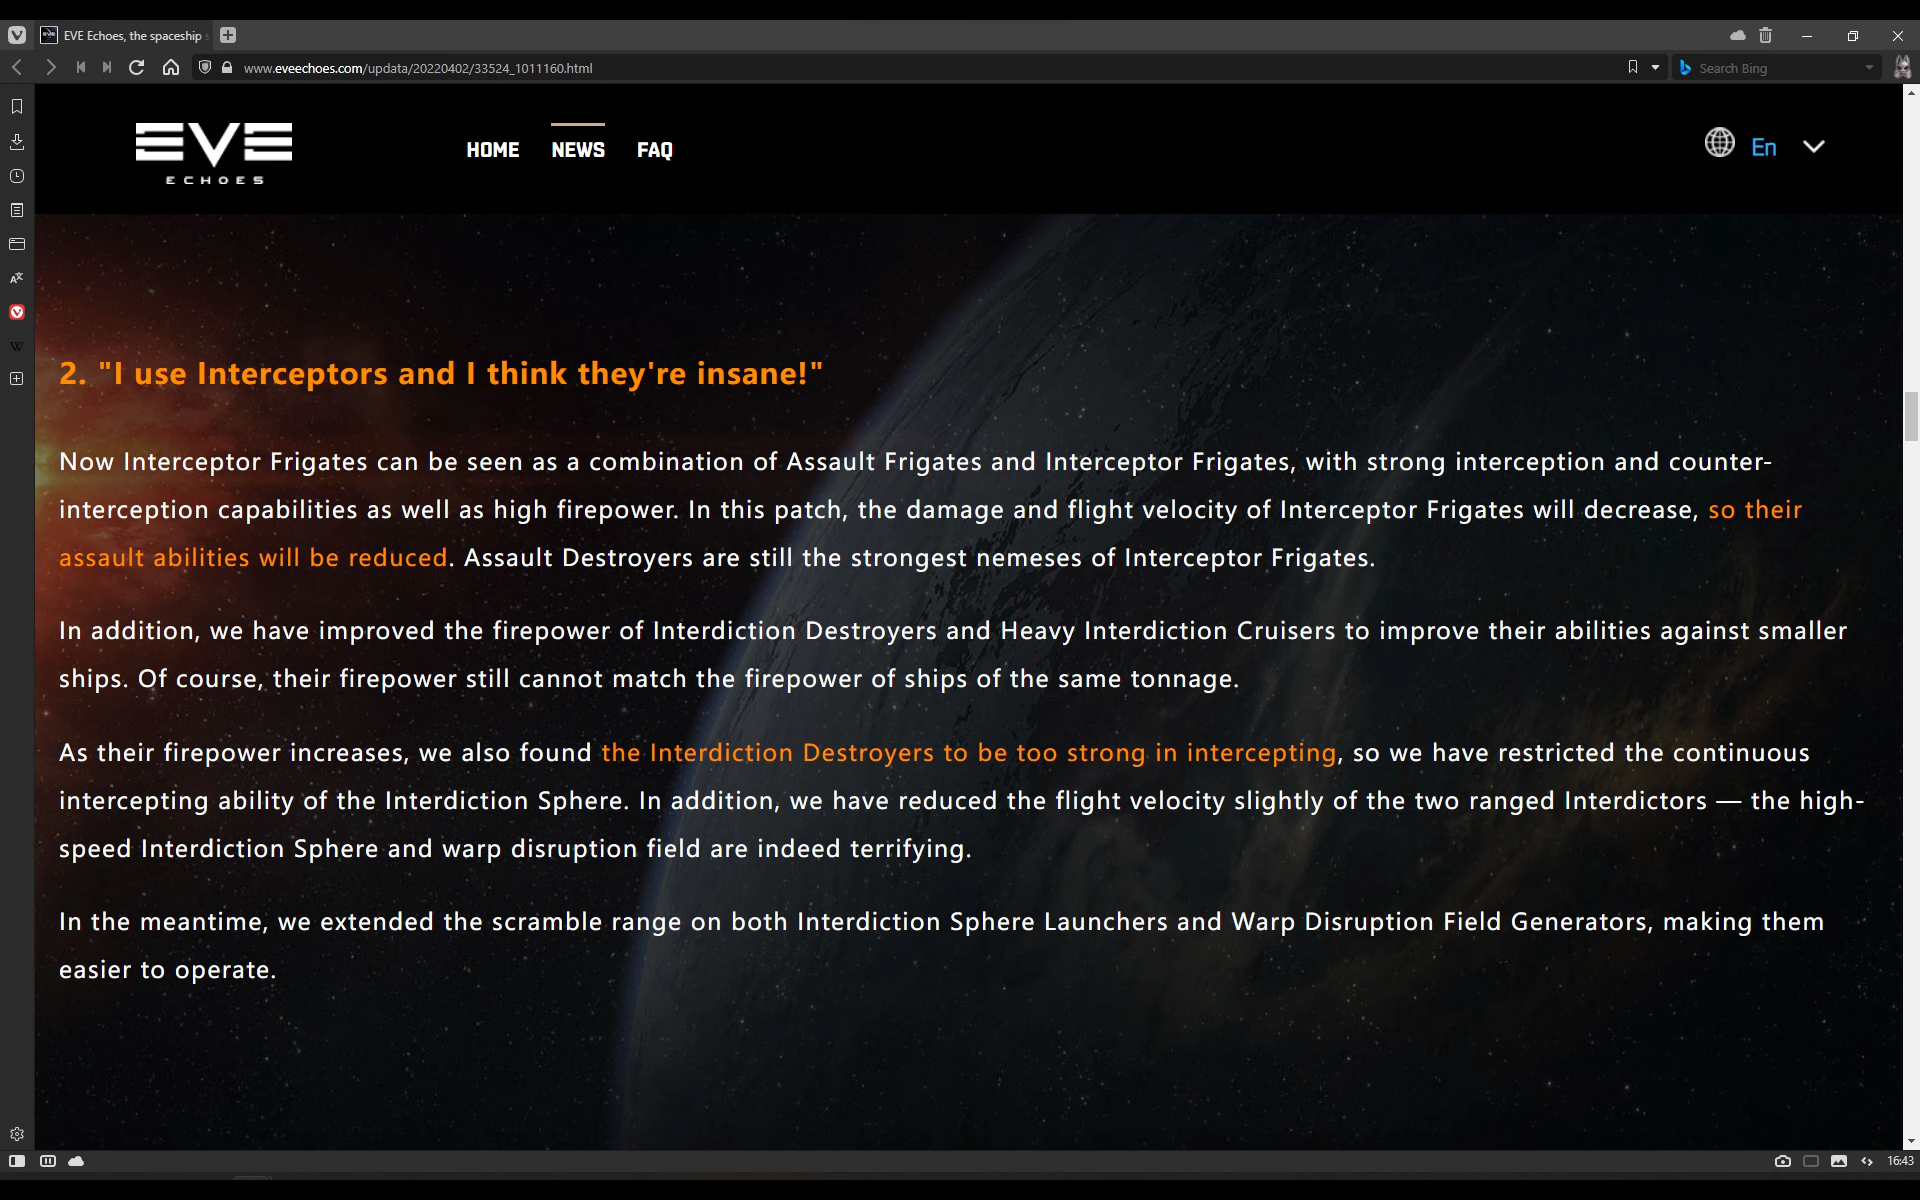 EVE Echoes, the spaceship
www.eveechoes.com/updata/20220402/33524_1011160.html
Search Bing
EVE
ECHOES
HOME
NEWS
FAQ
En
2. "I use Interceptors and I think they're insane!"
Now Interceptor Frigates can be seen as a combination of Assault Frigates and Interceptor Frigates, with strong interception and counter-
interception capabilities as well as high firepower. In this patch, the damage and flight velocity of Interceptor Frigates will decrease, so their
assault abilities will be reduced. Assault Destroyers are still the strongest nemeses of Interceptor Frigates.
In addition, we have improved the firepower of Interdiction Destroyers and Heavy Interdiction Cruisers to improve their abilities against smaller
ships. Of course, their firepower still cannot match the firepower of ships of the same tonnage.
As their firepower increases, we also found the Interdiction Destroyers to be too strong in intercepting, so we have restricted the continuous
intercepting ability of the Interdiction Sphere. In addition, we have reduced the flight velocity slightly of the two ranged Interdictors — the high-
speed Interdiction Sphere and warp disruption field are indeed terrifying.
In the meantime, we extended the scramble range on both Interdiction Sphere Launchers and Warp Disruption Field Generators, making them
easier to operate.
16:43